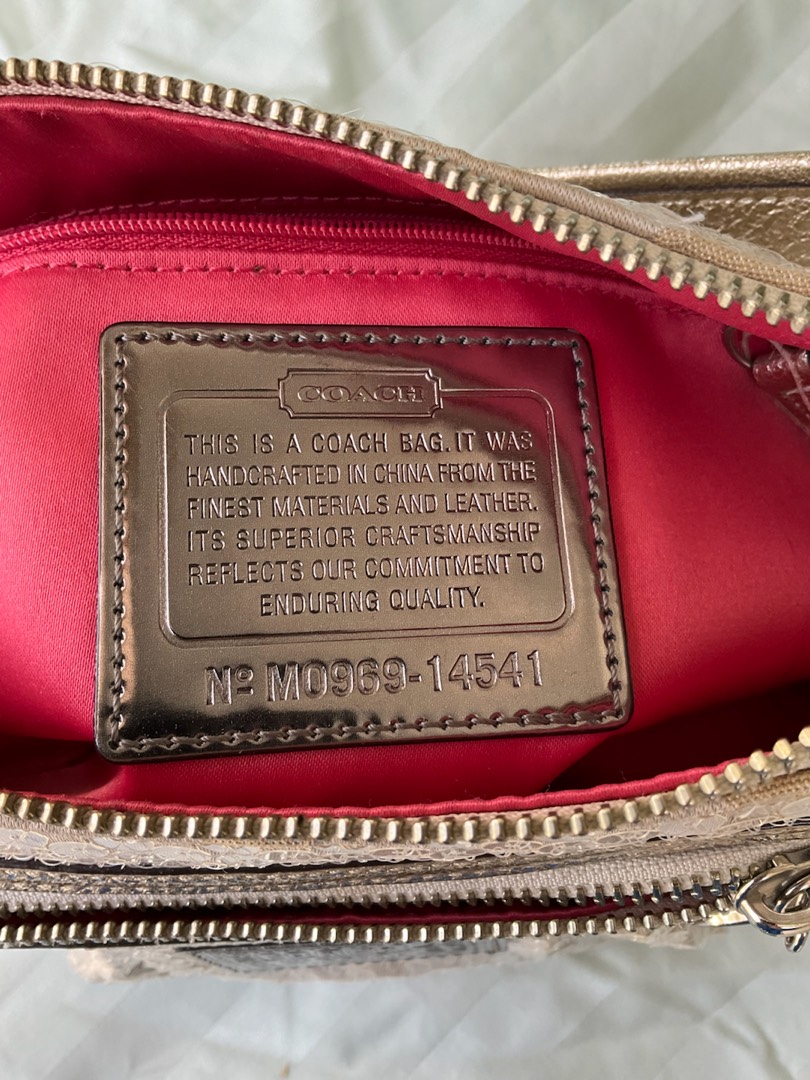 COACH
THIS IS A COACH BAG. IT WAS
HANDCRAFTED IN CHINA FROM THE
FINEST MATERIALS AND LEATHER.
ITS SUPERIOR CRAFTSMANSHIP
REFLECTS OUR COMMITMENT TO
ENDURING QUALITY.
Nº M0969-14541